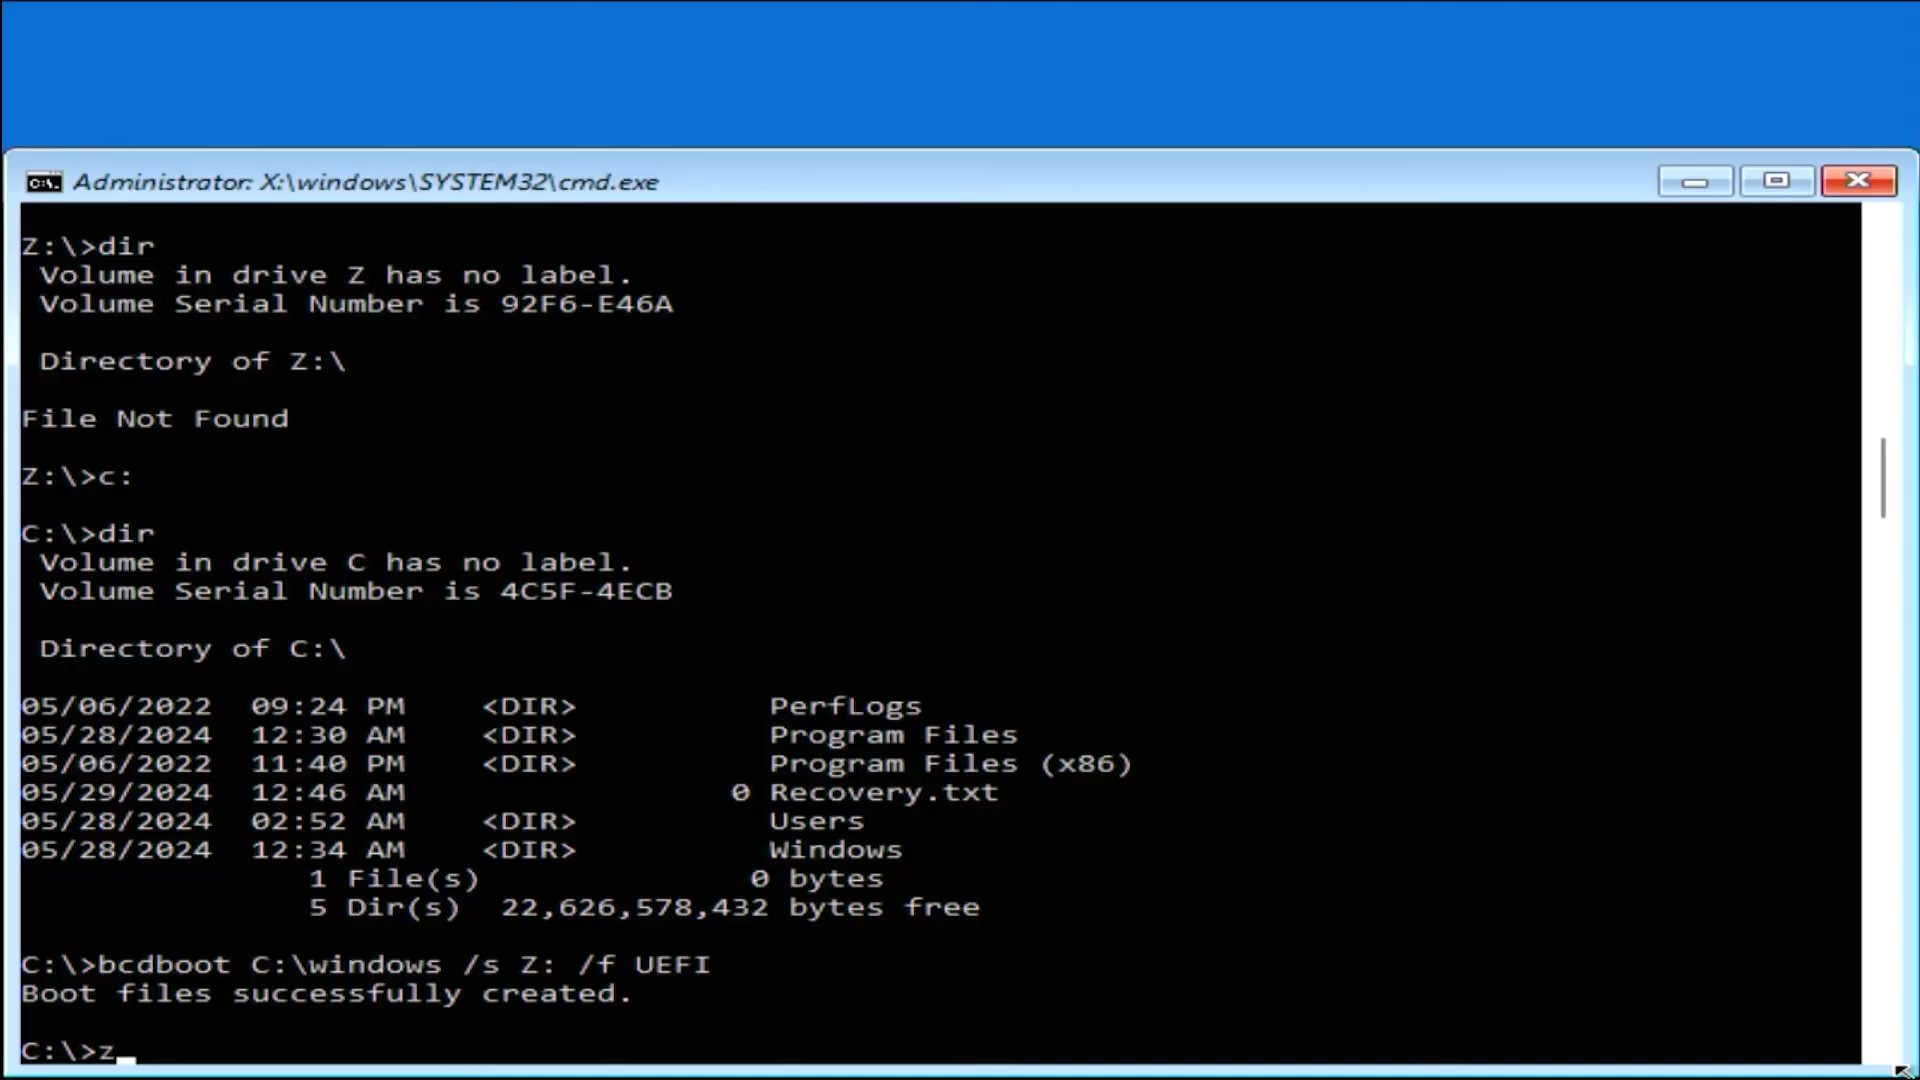 Administrator: X:\windows\SYSTEM32\cmd.exe
Z:\>dir
Volume in drive Z has no label.
Volume Serial Number is 92F6-E46A
Directory of Z:\
File Not Found
Z:\>c:
C:\>dir
Volume in drive C has no label.
Volume Serial Number is 4C5F-4ECB
Directory of C:\
05/06/2022  09:24 PM    <DIR>          PerfLogs
05/28/2024  12:30 AM    <DIR>          Program Files
05/06/2022  11:40 PM    <DIR>          Program Files (x86)
05/29/2024  12:46 AM                 0 Recovery.txt
05/28/2024  02:52 AM    <DIR>          Users
05/28/2024  12:34 AM    <DIR>          Windows
1 File(s)              0 bytes
5 Dir(s)  22,626,578,432 bytes free
C:\>bcdboot C:\windows /s Z: /f UEFI
Boot files successfully created.
C:\>z